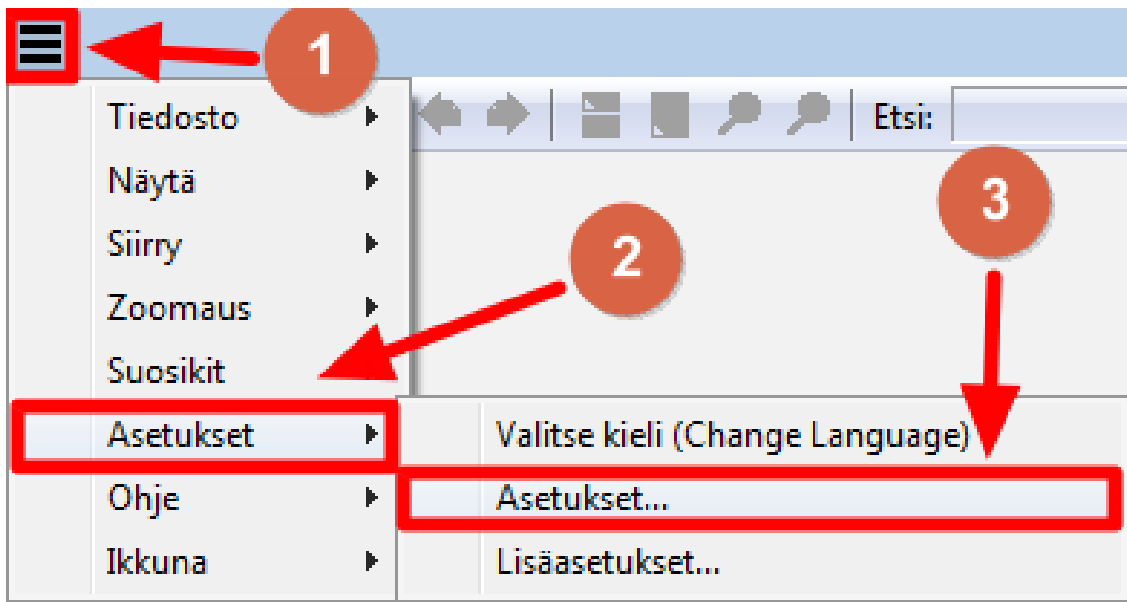 1
Tiedosto
Etsi:
Näytä
3
Siirry
2
Zoomaus
Suosikit
Asetukset
Valitse kieli (Change Language)
Ohje
Asetukset...
Ikkuna
Lisäasetukset...